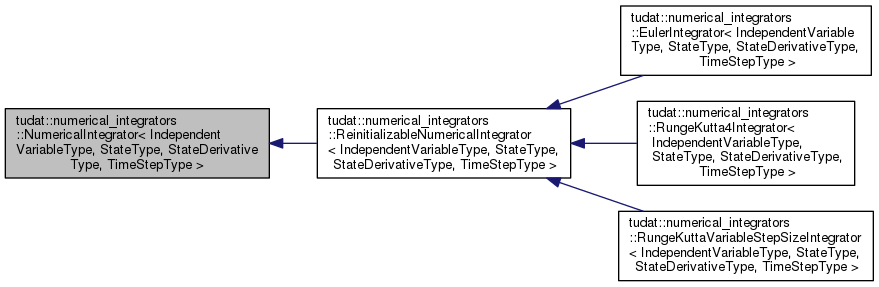 tudat::numerical_integrators
::NumericalIntegrator< Independent
VariableType, StateType, StateDerivative
Type, TimeStepType >
tudat::numerical_integrators
::ReinitializableNumericalIntegrator
< IndependentVariableType, StateType,
StateDerivativeType, TimeStepType >
tudat::numerical_integrators
::EulerIntegrator< IndependentVariable
Type, StateType, StateDerivativeType,
TimeStepType >
tudat::numerical_integrators
::RungeKutta4Integrator<
IndependentVariableType,
StateType, StateDerivativeType,
TimeStepType >
tudat::numerical_integrators
::RungeKuttaVariableStepSizeIntegrator
< IndependentVariableType, StateType,
StateDerivativeType, TimeStepType >